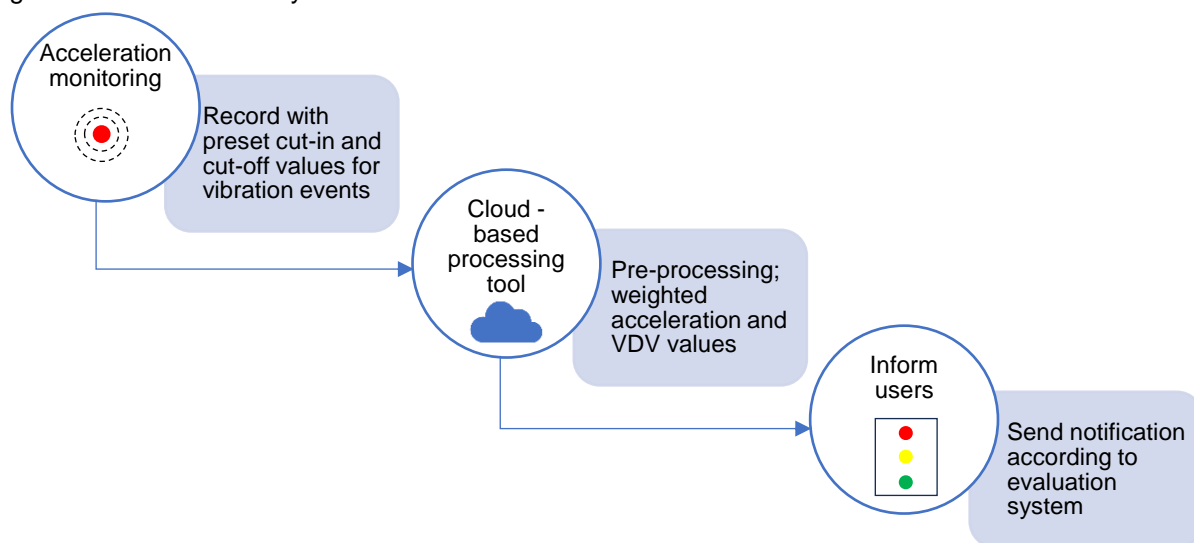 Acceleration
monitoring
Record with
preset cut-in and
cut-off values for
vibration events
Cloud -
based
processing
tool
Pre-processing;
weighted
acceleration and
VDV values
Inform
users
Send notification
according to
evaluation
system